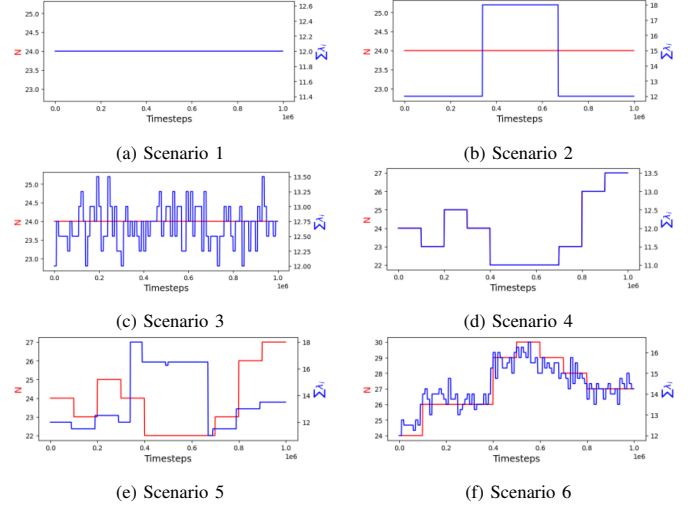 25.0
24.5
24.0
23.5
23.0
N
12.6
12.4
12.2
12.0
11.8
11.6
11.4
∑λi
0.0 0.2 0.4 0.6 0.8 1.0
1e6
Timesteps
(a) Scenario 1
25.0
24.5
24.0
23.5
23.0
N
18
17
16
15
14
13
12
∑λi
0.0 0.2 0.4 0.6 0.8 1.0
1e6
Timesteps
(b) Scenario 2
25.0
24.5
24.0
23.5
23.0
N
13.50
13.25
13.00
12.75
12.50
12.25
12.00
∑λi
0.0 0.2 0.4 0.6 0.8 1.0
1e6
Timesteps
(c) Scenario 3
27
26
25
24
23
22
N
13.5
13.0
12.5
12.0
11.5
11.0
∑λi
0.0 0.2 0.4 0.6 0.8 1.0
1e6
Timesteps
(d) Scenario 4
27
26
25
24
23
22
N
18
16
14
12
∑λi
0.0 0.2 0.4 0.6 0.8 1.0
1e6
Timesteps
(e) Scenario 5
30
29
28
27
26
25
24
N
16
15
14
13
12
∑λi
0.0 0.2 0.4 0.6 0.8 1.0
1e6
Timesteps
(f) Scenario 6